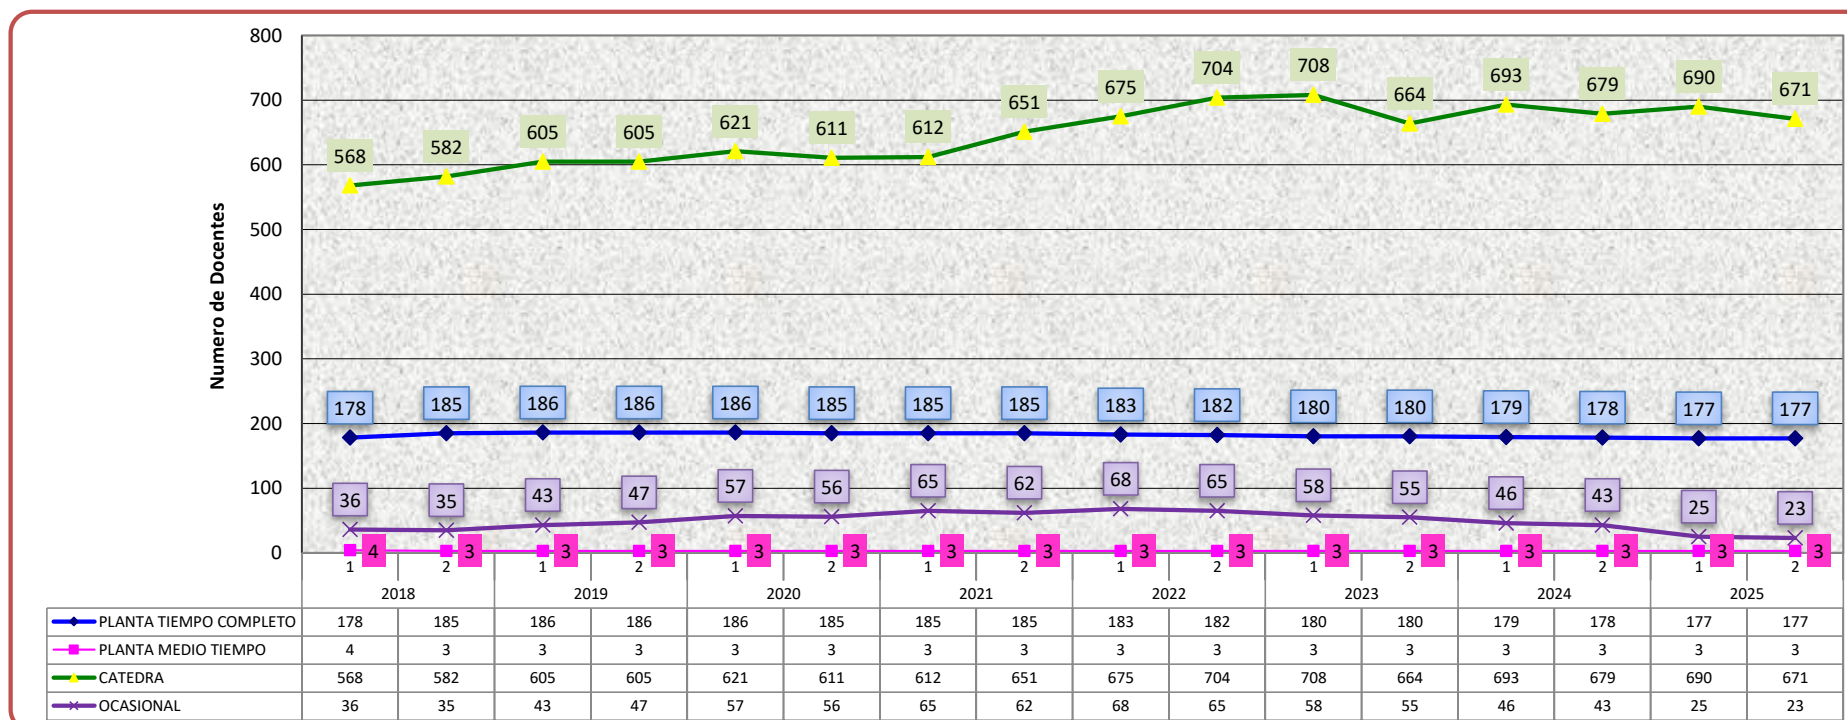 800
700
600
500
400
300
200
100
0
Numero de Docentes
568 582 605 605 621 611 612 651 675 704 708 664 693 679 690 671
178 185 186 186 186 185 185 185 183 182 180 180 179 178 177 177
36 35 43 47 57 56 65 62 68 65 58 55 46 43 25 23
4 3 3 3 3 3 3 3 3 3 3 3 3 3 3 3
1 2 1 2 1 2 1 2 1 2 1 2 1 2 1 2
2018 2019 2020 2021 2022 2023 2024 2025
PLANTA TIEMPO COMPLETO 178 185 186 186 186 185 185 185 183 182 180 180 179 178 177 177
PLANTA MEDIO TIEMPO 4 3 3 3 3 3 3 3 3 3 3 3 3 3 3 3
CATEDRA 568 582 605 605 621 611 612 651 675 704 708 664 693 679 690 671
OCASIONAL 36 35 43 47 57 56 65 62 68 65 58 55 46 43 25 23